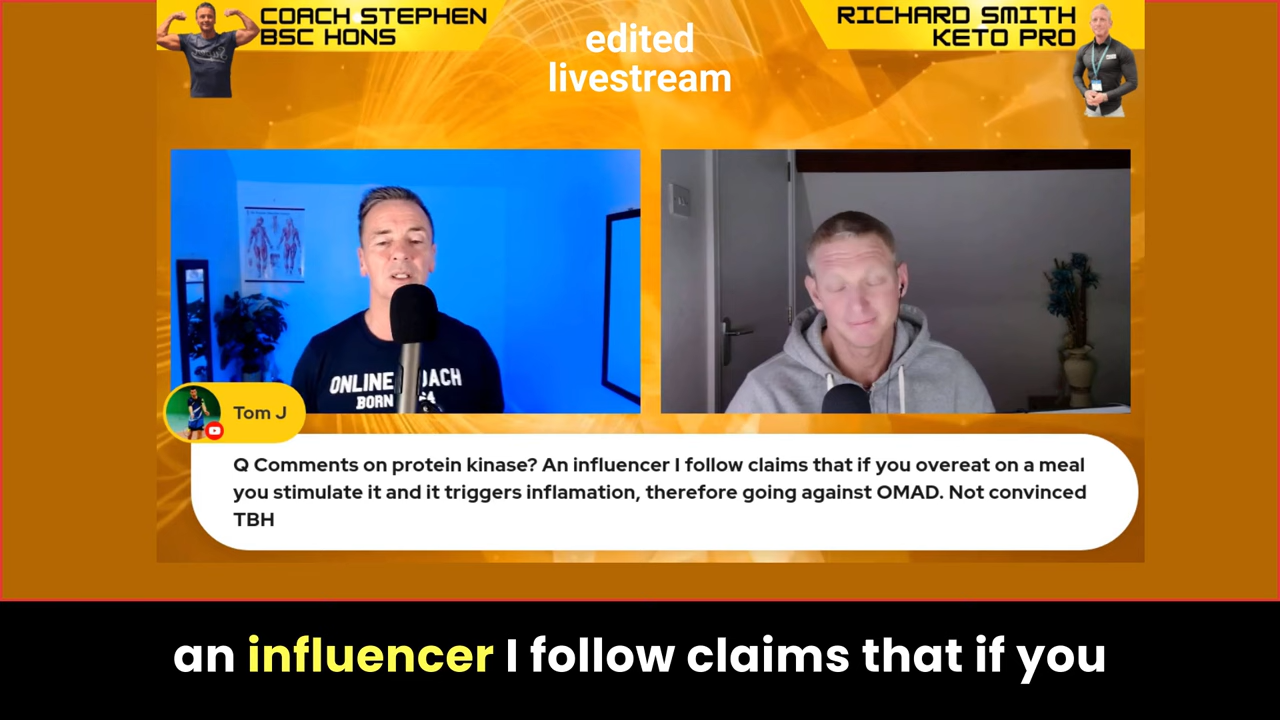 COACH STEPHEN
BSC HONS
edited
livestream
RICHARD SMITH
KETO PRO
ONLINE
BORN
Tom J
Q Comments on protein kinase? An influencer I follow claims that if you overeat on a meal
you stimulate it and it triggers inflamation, therefore going against OMAD. Not convinced
TBH
an influencer I follow claims that if you